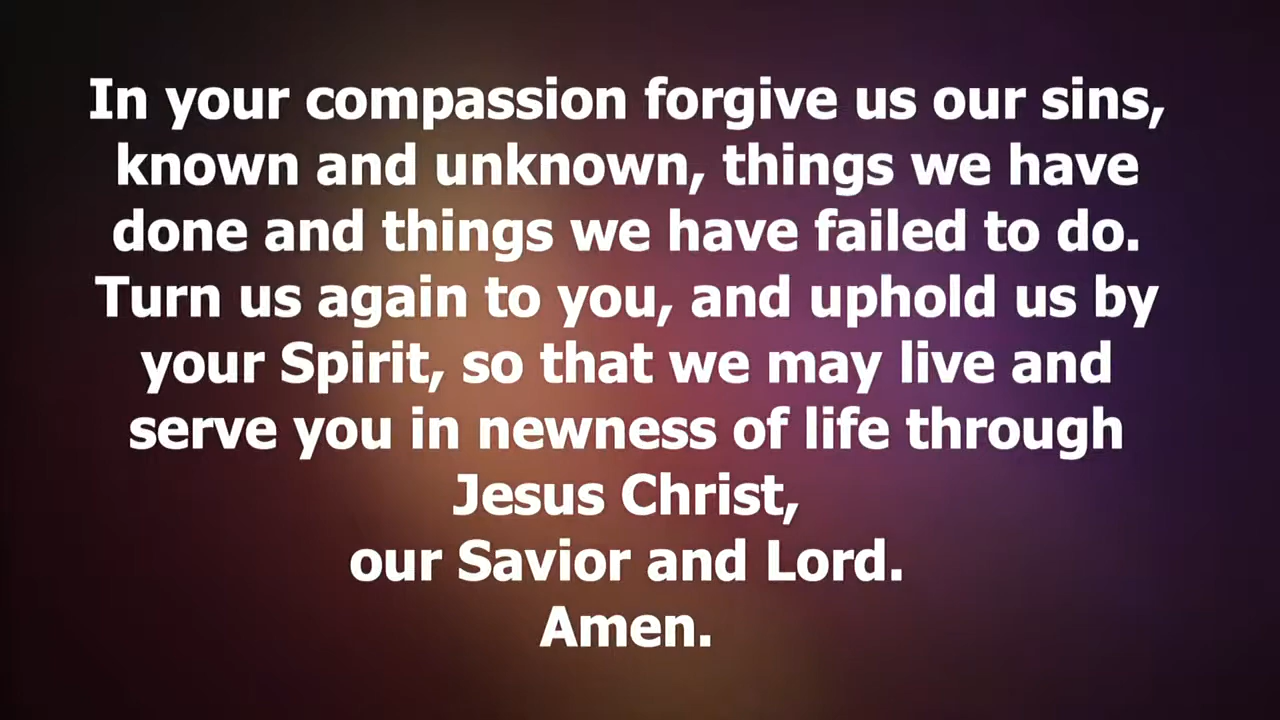 In your compassion forgive us our sins,
known and unknown, things we have
done and things we have failed to do.
Turn us again to you, and uphold us by
your Spirit, so that we may live and
serve you in newness of life through
Jesus Christ,
our Savior and Lord.
Amen.